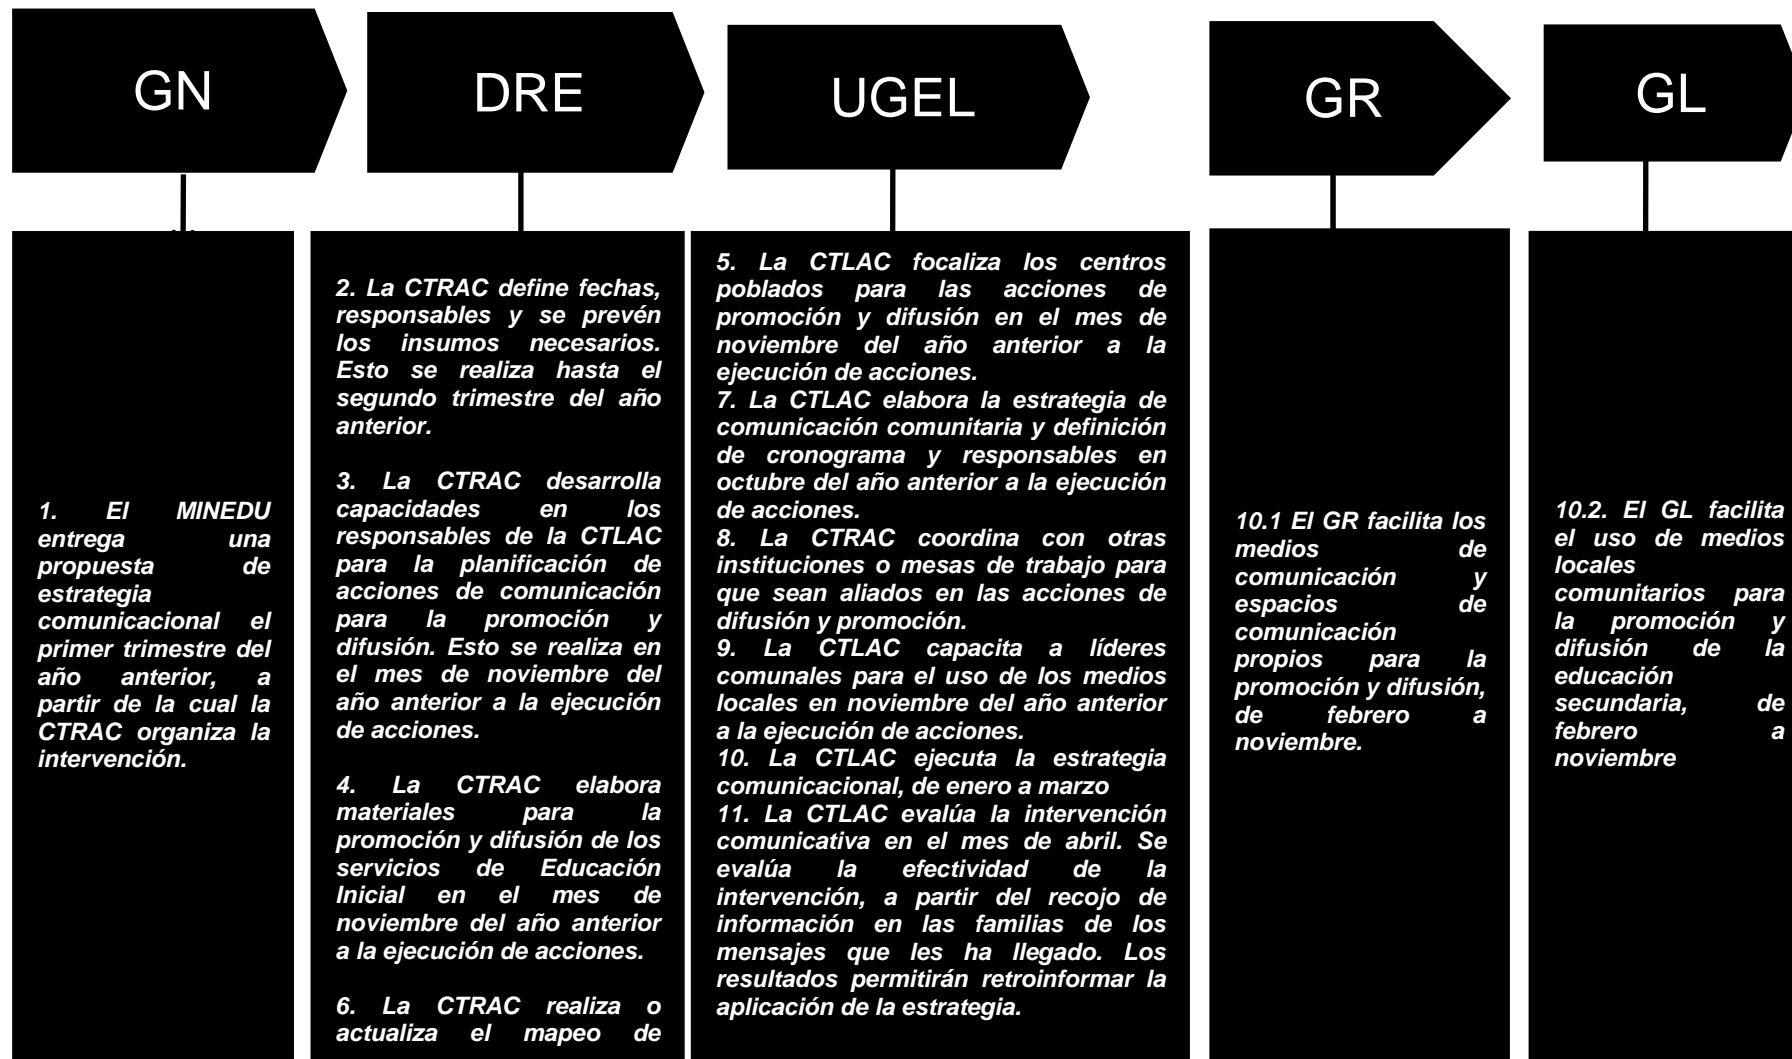 GN
DRE
UGEL
GR
GL
1. El MINEDU
entrega una
propuesta de
estrategia
comunicacional el
primer trimestre del
año anterior, a
partir de la cual la
CTRAC organiza la
intervención.
2. La CTRAC define fechas,
responsables y se prevén
los insumos necesarios.
Esto se realiza hasta el
segundo trimestre del año
anterior.
3. La CTRAC desarrolla
capacidades en los
responsables de la CTLAC
para la planificación de
acciones de comunicación
para la promoción y
difusión. Esto se realiza en
el mes de noviembre del
año anterior a la ejecución
de acciones.
4. La CTRAC elabora
materiales para la
promoción y difusión de los
servicios de Educación
Inicial en el mes de
noviembre del año anterior
a la ejecución de acciones.
6. La CTRAC realiza o
actualiza el mapeo de
5. La CTLAC focaliza los centros
poblados para las acciones de
promoción y difusión en el mes de
noviembre del año anterior a la
ejecución de acciones.
7. La CTLAC elabora la estrategia de
comunicación comunitaria y definición
de cronograma y responsables en
octubre del año anterior a la ejecución
de acciones.
8. La CTRAC coordina con otras
instituciones o mesas de trabajo para
que sean aliados en las acciones de
difusión y promoción.
9. La CTLAC capacita a líderes
comunales para el uso de los medios
locales en noviembre del año anterior
a la ejecución de acciones.
10. La CTLAC ejecuta la estrategia
comunicacional, de enero a marzo
11. La CTLAC evalúa la intervención
comunicativa en el mes de abril. Se
evalúa la efectividad de la
intervención, a partir del recojo de
información en las familias de los
mensajes que les ha llegado. Los
resultados permitirán retroinformar la
aplicación de la estrategia.
10.1 El GR facilita los
medios de
comunicación y
espacios de
comunicación
propios para la
promoción y difusión,
de febrero a
noviembre.
10.2. El GL facilita
el uso de medios
locales
comunitarios para
la promoción y
difusión de la
educación
secundaria, de
febrero a
noviembre